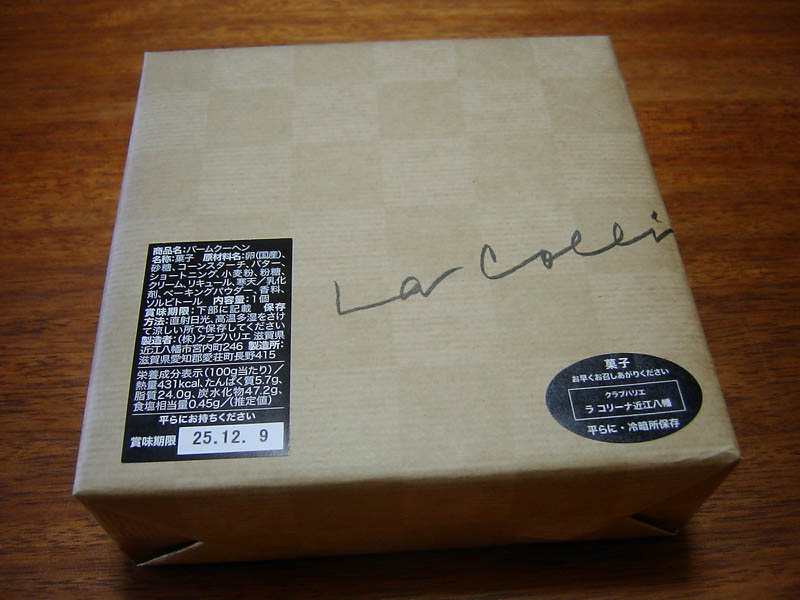 商品名:バームクーヘン
名称:菓子 原材料名:卵(国産)、
砂糖、コーンスターチ、バター、
ショートニング、小麦粉、粉糖、
クリーム、リキュール、寒天/乳化
剤、ベーキングパウダー、香料、
ソルビトール 内容量:1個
賞味期限:下部に記載 保存
方法:直射日光、高温多湿をさけ
て涼しい所で保存してください
製造者:(株)クラブハリエ 滋賀県
近江八幡市宮内町246 製造所:
滋賀県愛知郡愛荘町長野415
栄養成分表示(100g当たり)/
熱量431kcal、たんぱく質5.7g、
脂質24.0g、炭水化物47.2g、
食塩相当量0.45g/(推定値)
平らにお持ちください
賞味期限 25.12. 9
La Colli
菓子
お早くお召しあがりください
クラブハリエ
ラ コリーナ近江八幡
平らに・冷暗所保存